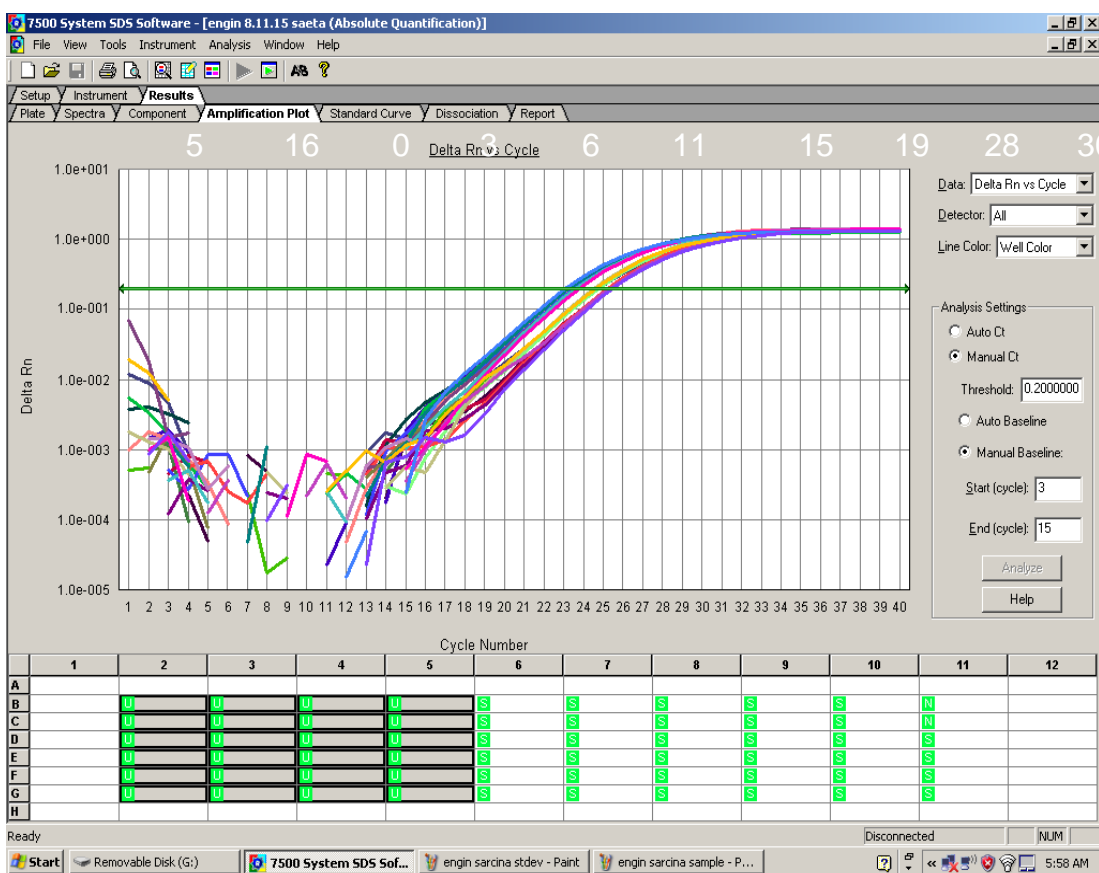 7500 System SDS Software - [engin 8.11.15 saeta (Absolute Quantification)]
File View Tools Instrument Analysis Window Help
AB ?
Setup Instrument Results
Plate Spectra Component Amplification Plot Standard Curve Dissociation Report
5 16 0 3 6 11 15 19 28 30
Delta Rn vs Cycle
Data: Delta Rn vs Cycle
Detector: All
Line Color: Well Color
1.0e+001
1.0e+000
1.0e-001
1.0e-002
1.0e-003
1.0e-004
1.0e-005
Delta Rn
1 2 3 4 5 6 7 8 9 10 11 12 13 14 15 16 17 18 19 20 21 22 23 24 25 26 27 28 29 30 31 32 33 34 35 36 37 38 39 40
Cycle Number
Analysis Settings
Auto Ct
Manual Ct
Threshold: 0.2000000
Auto Baseline
Manual Baseline:
Start (cycle): 3
End (cycle): 15
Analyze
Help
1 2 3 4 5 6 7 8 9 10 11 12
A
B U U U U S S S S S N
C U U U U S S S S S N
D U U U U S S S S S S
E U U U U S S S S S S
F U U U U S S S S S S
G U U U U S S S S S S
H
Ready Disconnected NUM
Start Removable Disk (G:) 7500 System SDS Sof... engin sarcina stdev - Paint engin sarcina sample - P... ? « 5:58 AM